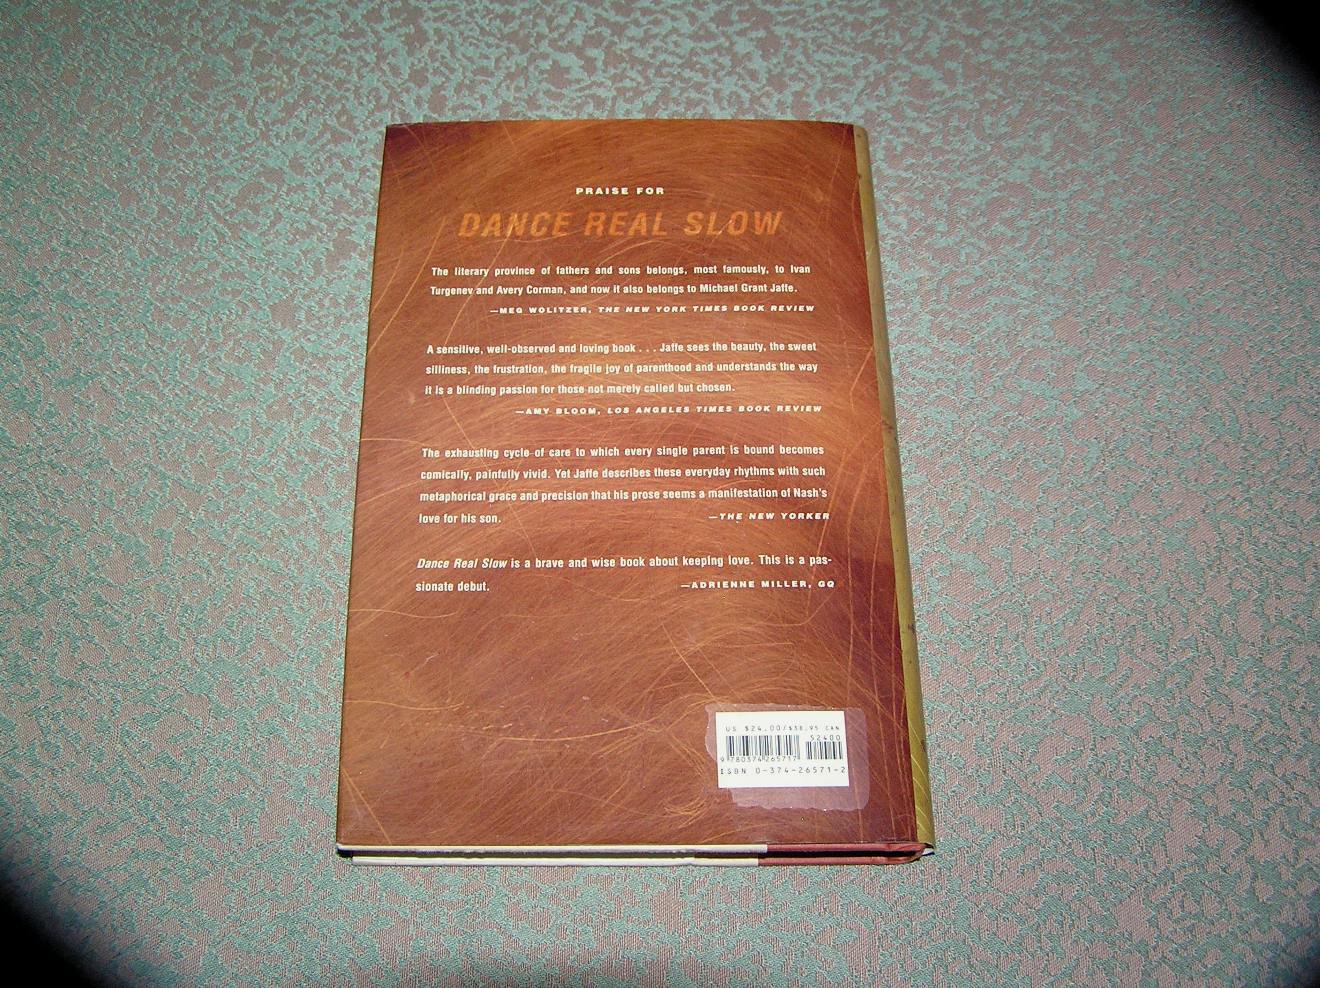 PRAISE FOR
DANCE REAL SLOW
The literary province of fathers and sons belongs, most famously, to Ivan
Turgenev and Avery Corman, and now it also belongs to Michael Grant Jaffe.
—MEG WOLITZER, THE NEW YORK TIMES BOOK REVIEW
A sensitive, well-observed and loving book . . . Jaffe sees the beauty, the sweet
silliness, the frustration, the fragile joy of parenthood and understands the way
it is a blinding passion for those not merely called but chosen.
—AMY BLOOM, LOS ANGELES TIMES BOOK REVIEW
The exhausting cycle of care to which every single parent is bound becomes
comically, painfully vivid. Yet Jaffe describes these everyday rhythms with such
metaphorical grace and precision that his prose seems a manifestation of Nash's
love for his son. —THE NEW YORKER
Dance Real Slow is a brave and wise book about keeping love. This is a pas-
sionate debut. —ADRIENNE MILLER, GQ
US $24.00/$38.95 CAN
52400
9 780374 265717
ISBN 0-374-26571-2